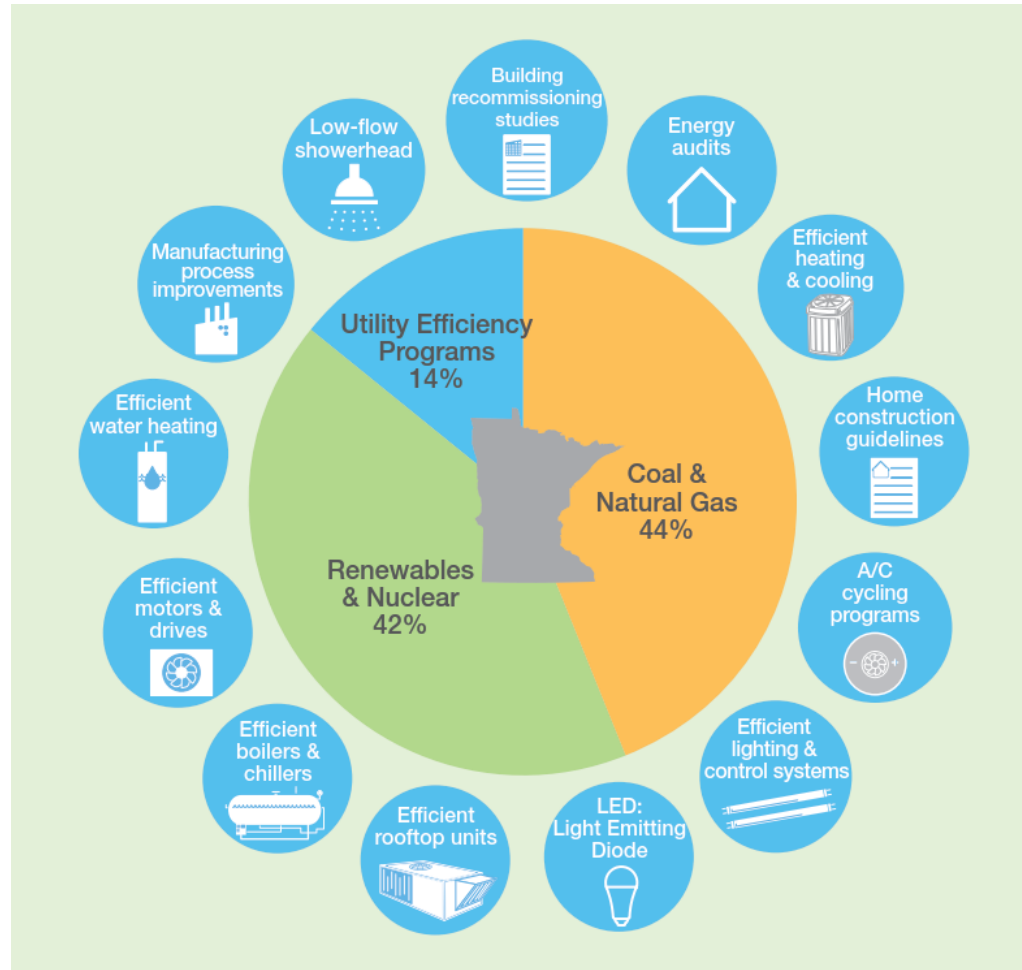 Building
recommissioning
studies
Energy
audits
Efficient
heating
& cooling
Home
construction
guidelines
A/C
cycling
programs
Efficient
lighting &
control systems
LED:
Light Emitting
Diode
Efficient
rooftop units
Efficient
boilers &
chillers
Efficient
motors &
drives
Efficient
water heating
Manufacturing
process
improvements
Low-flow
showerhead
Utility Efficiency
Programs
14%
Coal &
Natural Gas
44%
Renewables
& Nuclear
42%